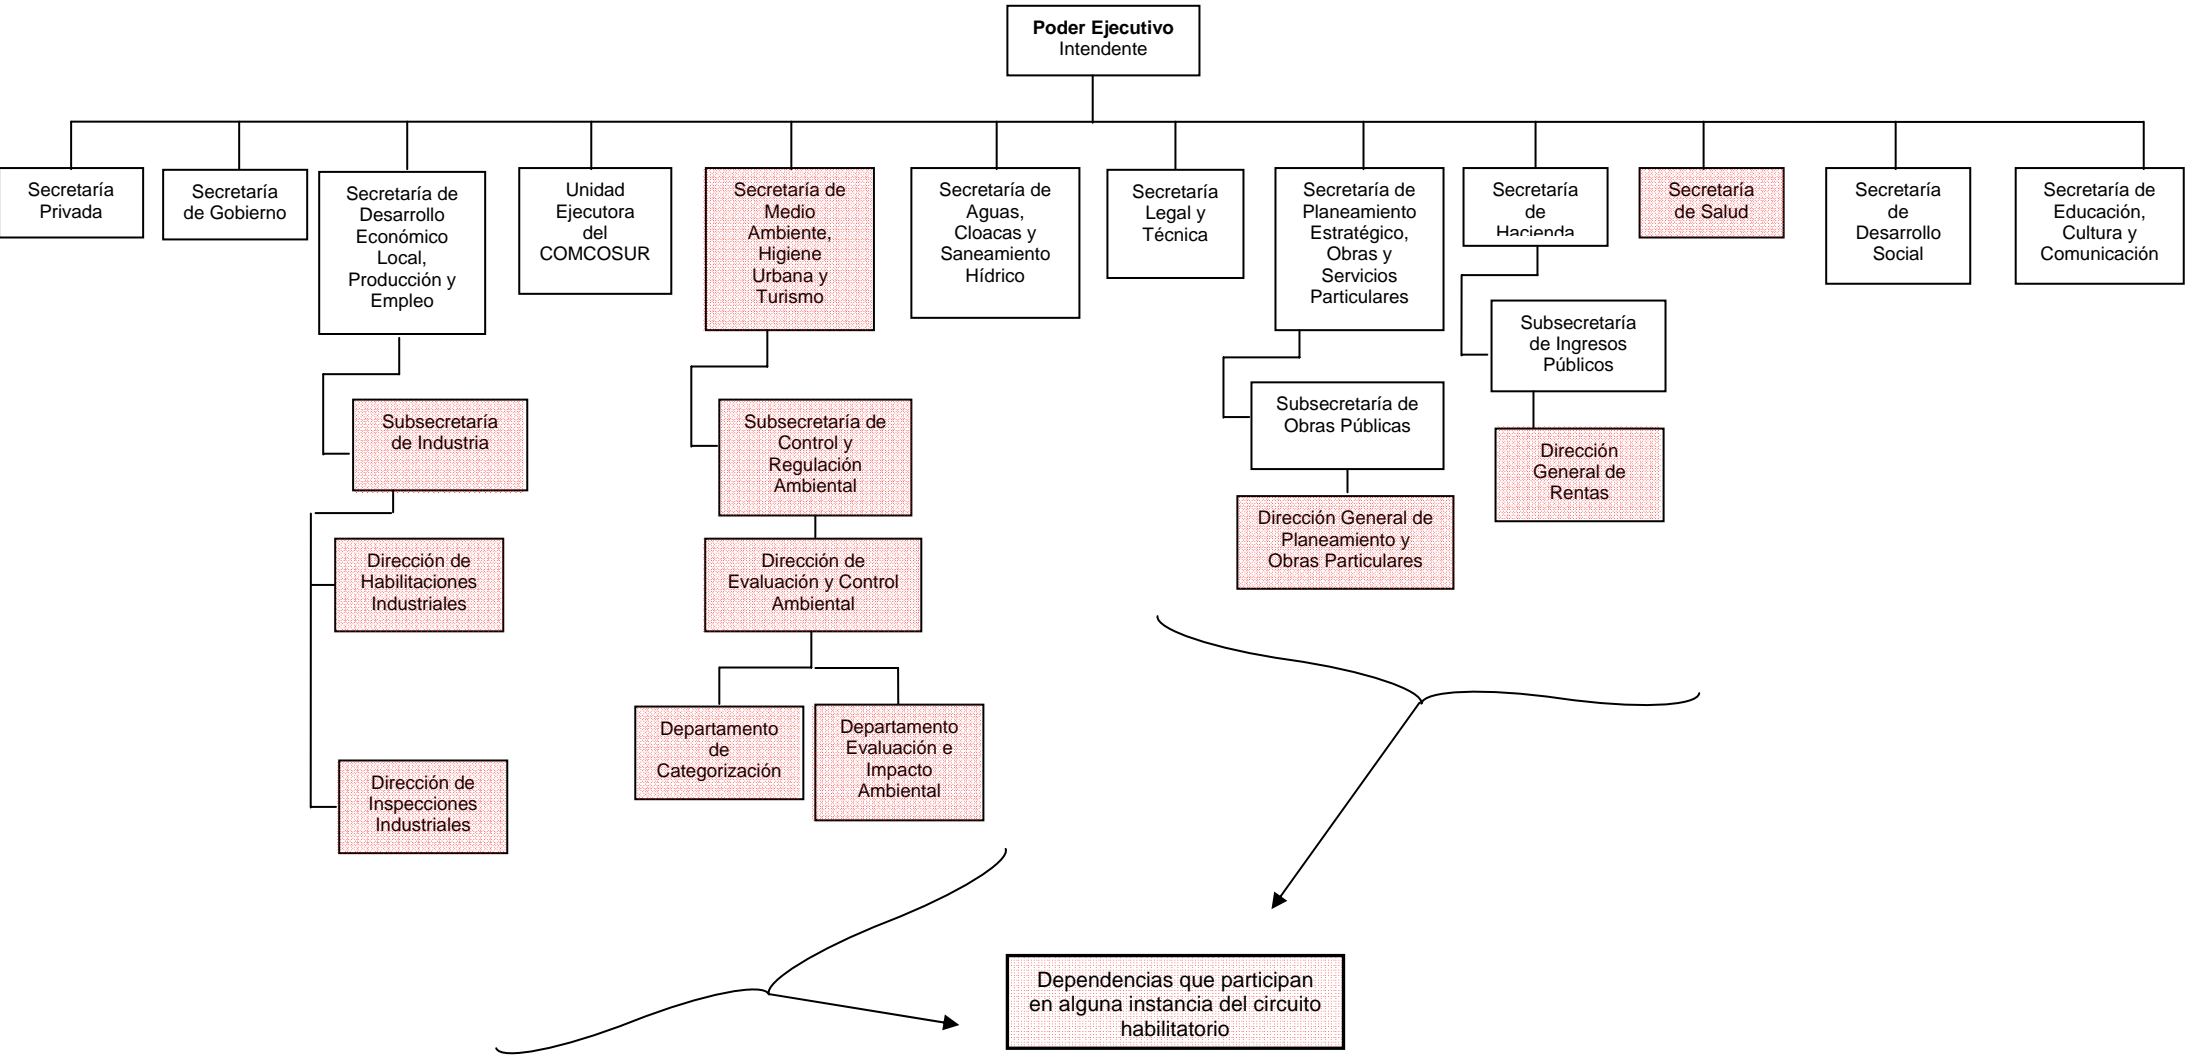 Poder Ejecutivo
Intendente
Secretaría
Privada
Secretaría
de Gobierno
Secretaría de
Desarrollo
Económico
Local,
Producción y
Empleo
Unidad
Ejecutora
del
COMCOSUR
Secretaría de
Medio
Ambiente,
Higiene
Urbana y
Turismo
Secretaría de
Aguas,
Cloacas y
Saneamiento
Hídrico
Secretaría
Legal y
Técnica
Secretaría de
Planeamiento
Estratégico,
Obras y
Servicios
Particulares
Secretaría
de
Hacienda
Secretaría
de Salud
Secretaría
de
Desarrollo
Social
Secretaría de
Educación,
Cultura y
Comunicación
Subsecretaría
de Ingresos
Públicos
Subsecretaría
de Industria
Subsecretaría de
Control y
Regulación
Ambiental
Subsecretaría de
Obras Públicas
Dirección
General de
Rentas
Dirección General de
Planeamiento y
Obras Particulares
Dirección de
Habilitaciones
Industriales
Dirección de
Evaluación y Control
Ambiental
Departamento
de
Categorización
Departamento
Evaluación e
Impacto
Ambiental
Dirección de
Inspecciones
Industriales
Dependencias que participan
en alguna instancia del circuito
habilitatorio